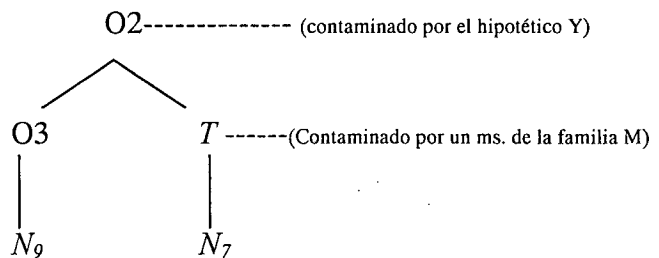 O2------------- (contaminado por el hipotético Y)
O3 T ------(Contaminado por un ms. de la familia M)
N₉ N₇